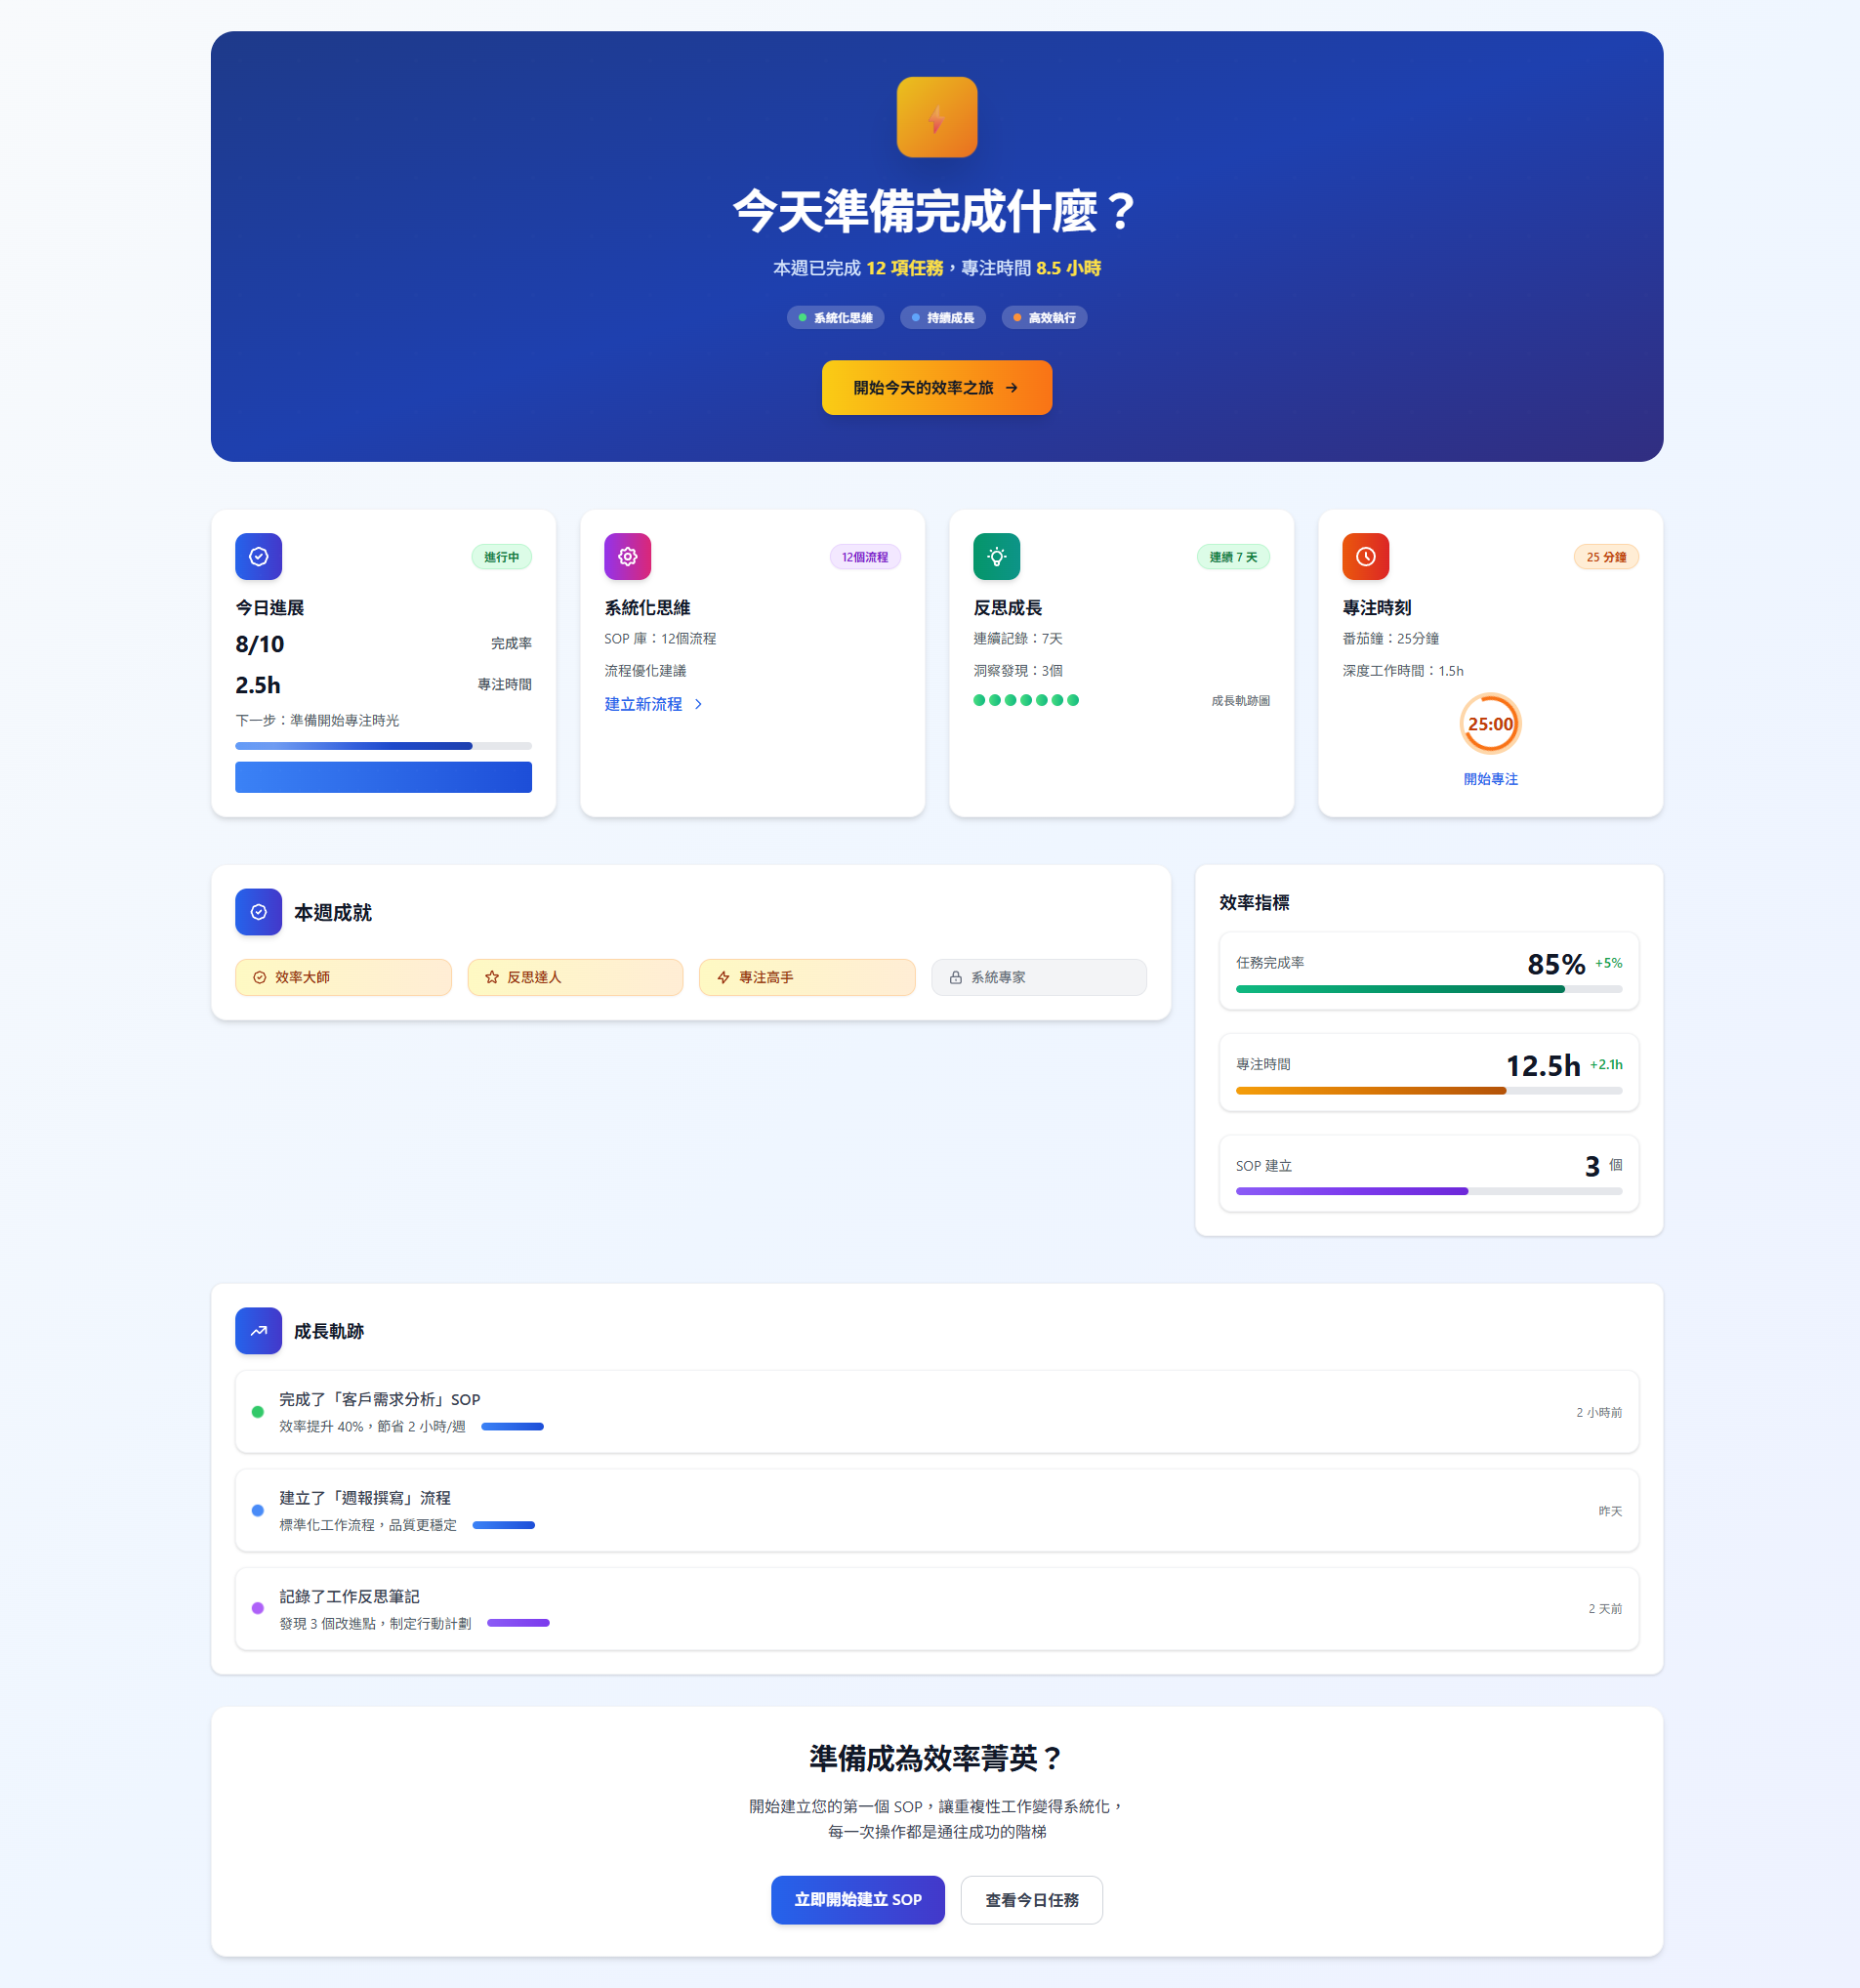 今天準備完成什麼？
本週已完成 12 項任務，專注時間 8.5 小時
系統化思維
持續成長
高效執行
開始今天的效率之旅
進行中
今日進展
8/10 完成率
2.5h 專注時間
下一步：準備開始專注時光
12個流程
系統化思維
SOP 庫：12個流程
流程優化建議
建立新流程
連續 7 天
反思成長
連續記錄：7天
洞察發現：3個
成長軌跡圖
25 分鐘
專注時刻
番茄鐘：25分鐘
深度工作時間：1.5h
25:00
開始專注
本週成就
效率大師
反思達人
專注高手
系統專家
效率指標
任務完成率 85% +5%
專注時間 12.5h +2.1h
SOP 建立 3 個
成長軌跡
完成了「客戶需求分析」SOP
效率提升 40%，節省 2 小時/週
2 小時前
建立了「週報撰寫」流程
標準化工作流程，品質更穩定
昨天
記錄了工作反思筆記
發現 3 個改進點，制定行動計劃
2 天前
準備成為效率菁英？
開始建立您的第一個 SOP，讓重複性工作變得系統化，
每一次操作都是通往成功的階梯
立即開始建立 SOP
查看今日任務